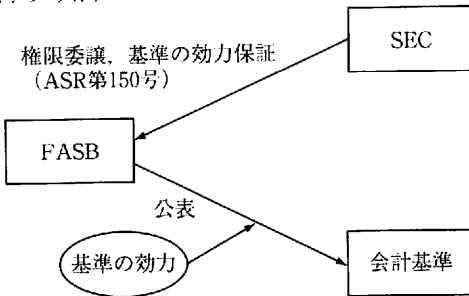 SEC
権限委譲，基準の効力保証
（ASR第150号）
FASB
公表
基準の効力
会計基準